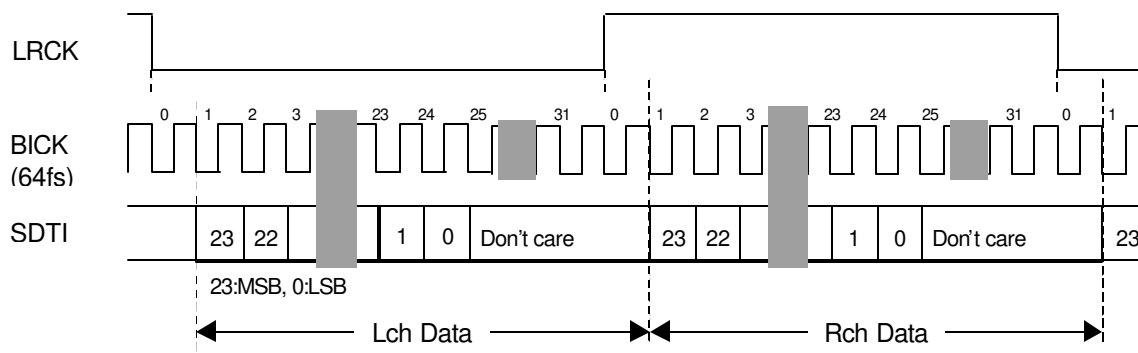 LRCK
0 1 2 3 23 24 25 31 0 1 2 3 23 24 25 31 0 1
BICK
(64fs)
SDTI 23 22 1 0 Don't care 23 22 1 0 Don't care 23
23:MSB, 0:LSB
Lch Data Rch Data